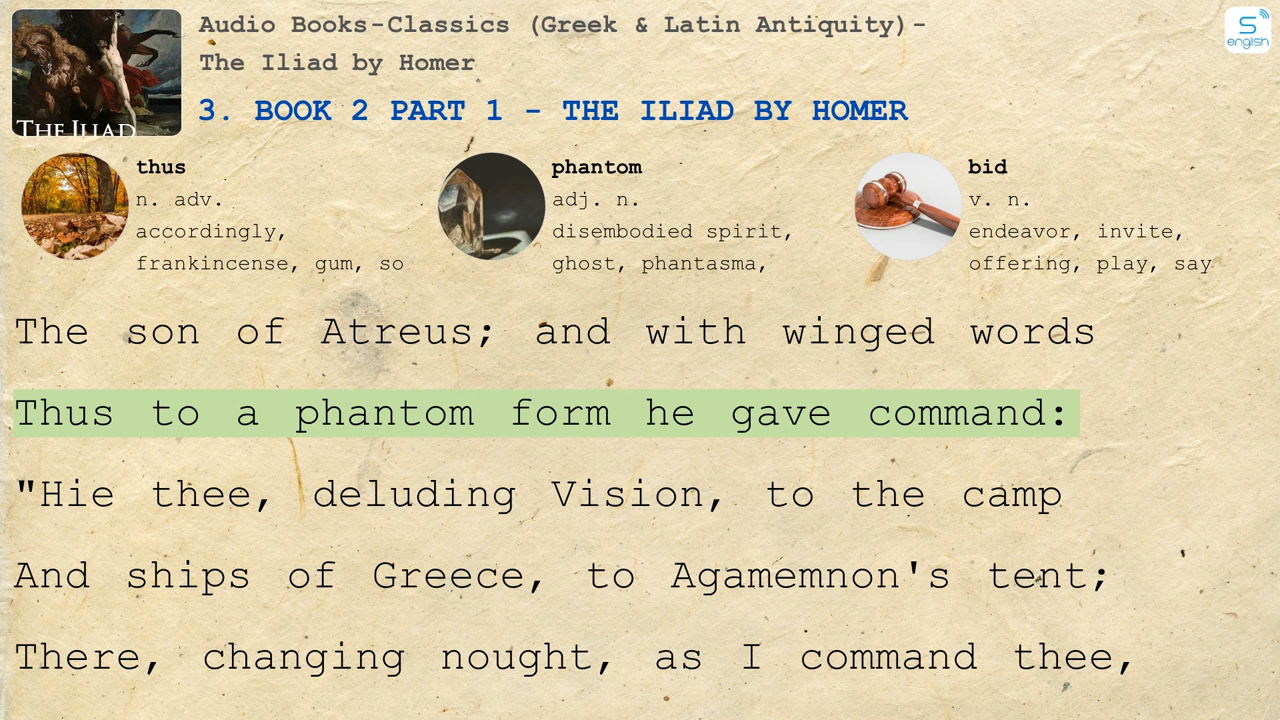 Audio Books-Classics (Greek & Latin Antiquity)-
The Iliad by Homer
3. BOOK 2 PART 1 - THE ILIAD BY HOMER
THE ILIAD
S
english
thus
n. adv.
accordingly,
frankincense, gum, so
phantom
adj. n.
disembodied spirit,
ghost, phantasma,
bid
v. n.
endeavor, invite,
offering, play, say
The son of Atreus; and with winged words
Thus to a phantom form he gave command:
"Hie thee, deluding Vision, to the camp
And ships of Greece, to Agamemnon's tent;
There, changing nought, as I command thee,